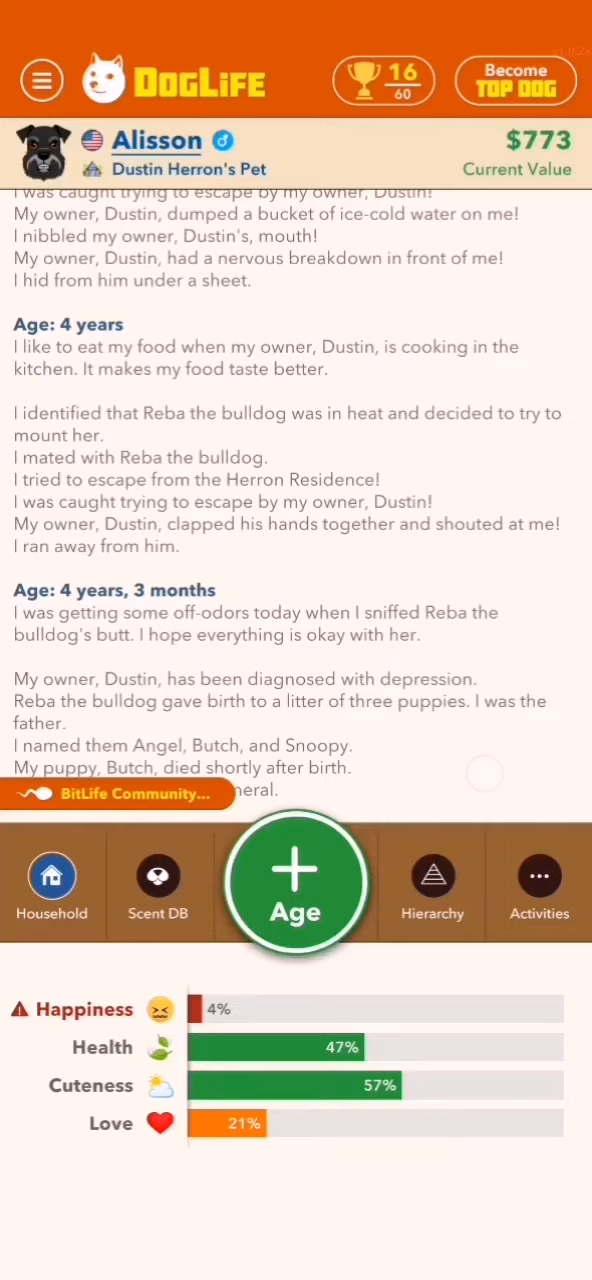 DOGLIFE
16
60
Become
TOP DOG
Alisson
$773
Dustin Herron's Pet
Current Value
I was caught trying to escape by my owner, Dustin!
My owner, Dustin, dumped a bucket of ice-cold water on me!
I nibbled my owner, Dustin's, mouth!
My owner, Dustin, had a nervous breakdown in front of me!
I hid from him under a sheet.
Age: 4 years
I like to eat my food when my owner, Dustin, is cooking in the
kitchen. It makes my food taste better.
I identified that Reba the bulldog was in heat and decided to try to
mount her.
I mated with Reba the bulldog.
I tried to escape from the Herron Residence!
I was caught trying to escape by my owner, Dustin!
My owner, Dustin, clapped his hands together and shouted at me!
I ran away from him.
Age: 4 years, 3 months
I was getting some off-odors today when I sniffed Reba the
bulldog's butt. I hope everything is okay with her.
My owner, Dustin, has been diagnosed with depression.
Reba the bulldog gave birth to a litter of three puppies. I was the
father.
I named them Angel, Butch, and Snoopy.
My puppy, Butch, died shortly after birth.
BitLife Community...
neral.
Household
Scent DB
Age
Hierarchy
Activities
Happiness
4%
Health
47%
Cuteness
57%
Love
21%